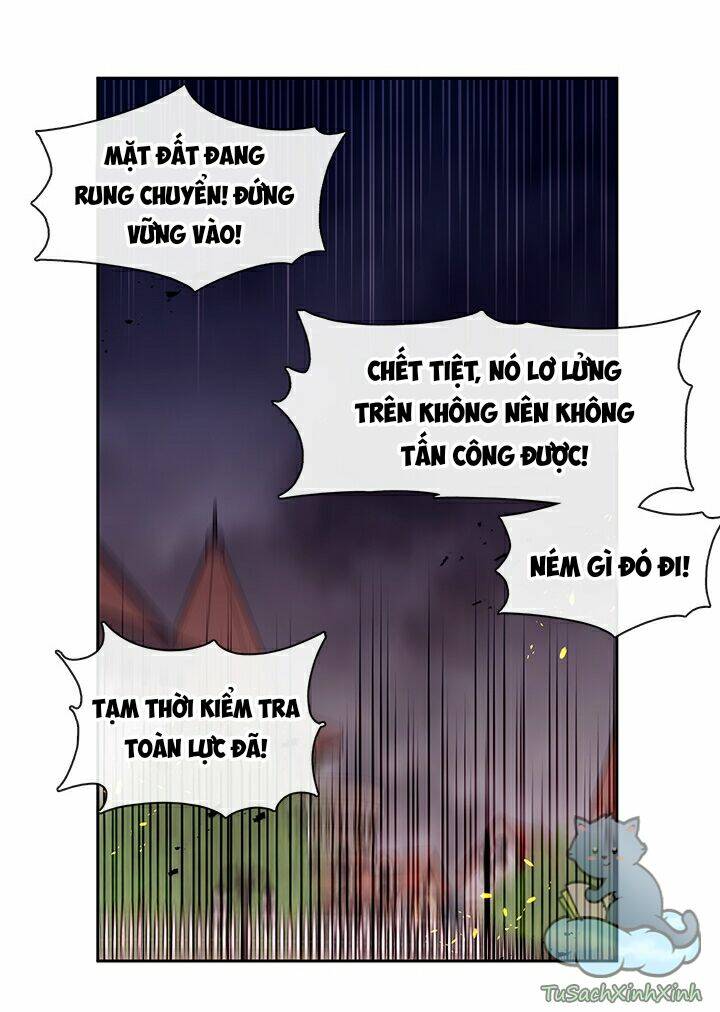 MẶT ĐẤT ĐANG
RUNG CHUYỂN! ĐỨNG
VỮNG VÀO!
CHẾT TIỆT, NÓ LƠ LỬNG
TRÊN KHÔNG NÊN KHÔNG
TẤN CÔNG ĐƯỢC!
NÉM GÌ ĐÓ ĐI!
TẠM THỜI KIỂM TRA
TOÀN LỰC ĐÃ!
TuSachXinhXinh